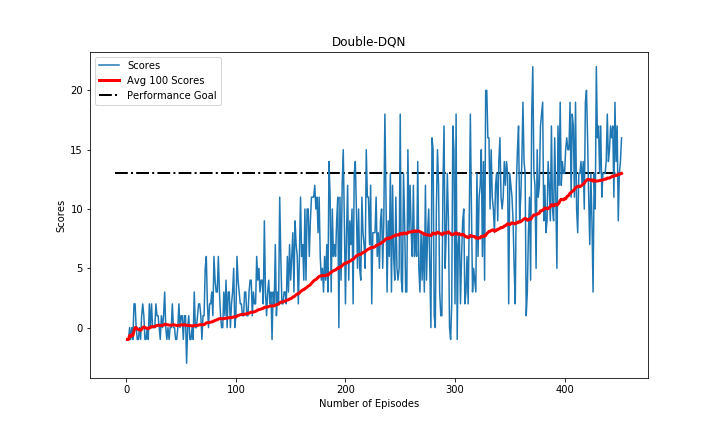 Double-DQN
Scores
Avg 100 Scores
Performance Goal
20
15
10
5
0
Scores
0
100
200
300
400
Number of Episodes